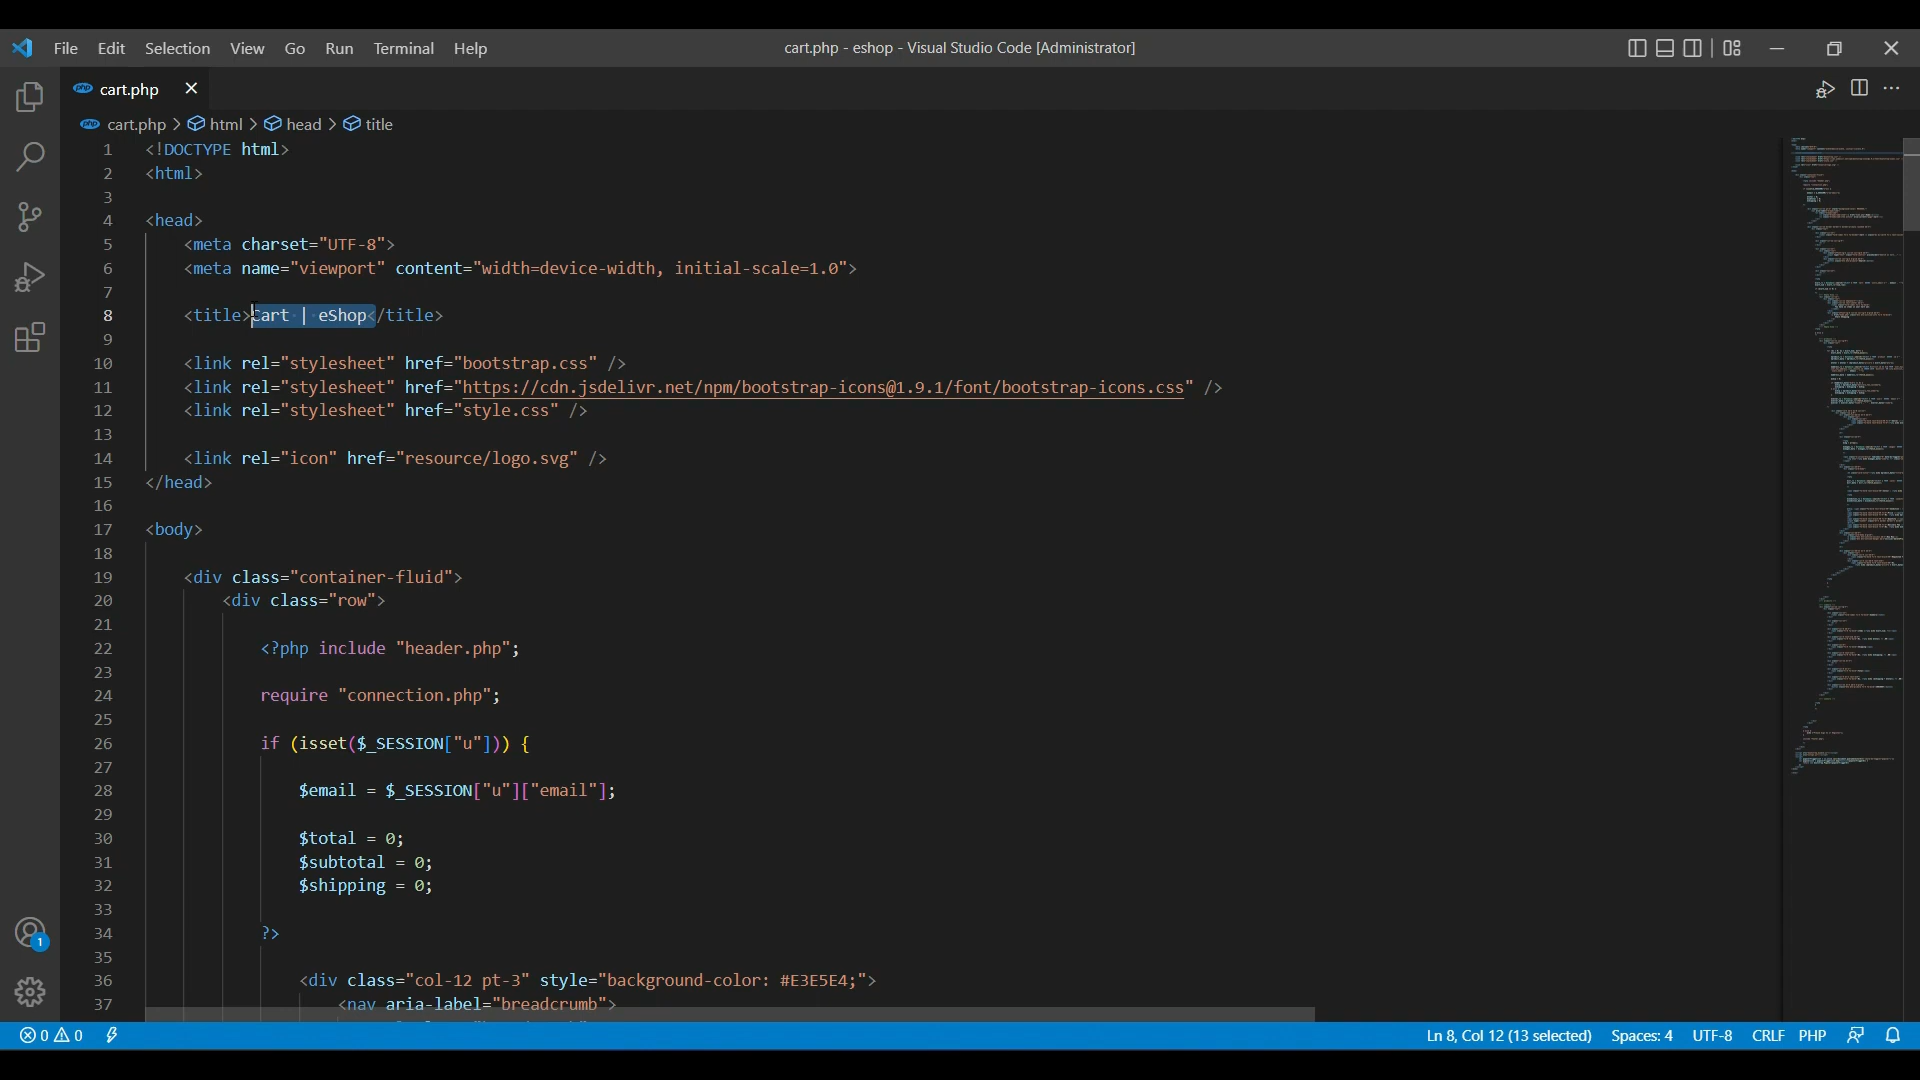 File Edit Selection View Go Run Terminal Help
cart.php - eshop - Visual Studio Code [Administrator]
php cart.php
php cart.php > html > head > title
1 <!DOCTYPE html>
2 <html>
3
4 <head>
5 <meta charset="UTF-8">
6 <meta name="viewport" content="width=device-width, initial-scale=1.0">
7
8 <title>Cart | eShop</title>
9
10 <link rel="stylesheet" href="bootstrap.css" />
11 <link rel="stylesheet" href="https://cdn.jsdelivr.net/npm/bootstrap-icons@1.9.1/font/bootstrap-icons.css" />
12 <link rel="stylesheet" href="style.css" />
13
14 <link rel="icon" href="resource/logo.svg" />
15 </head>
16
17 <body>
18
19 <div class="container-fluid">
20 <div class="row">
21
22 <?php include "header.php";
23
24 require "connection.php";
25
26 if (isset($_SESSION["u"])) {
27
28 $email = $_SESSION["u"]["email"];
29
30 $total = 0;
31 $subtotal = 0;
32 $shipping = 0;
33
34 ?>
35
36 <div class="col-12 pt-3" style="background-color: #E3E5E4;">
37 <nav aria-label="breadcrumb">
1
0 0
Ln 8, Col 12 (13 selected) Spaces: 4 UTF-8 CRLF PHP